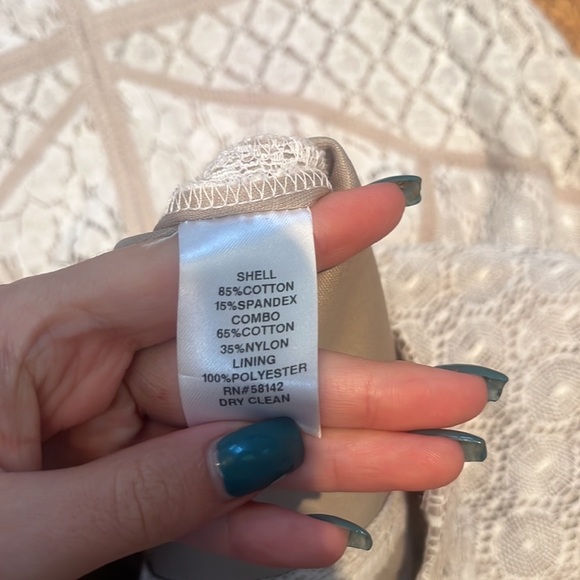 SHELL
85%COTTON
15%SPANDEX
COMBO
65%COTTON
35%NYLON
LINING
100%POLYESTER
RN#58142
DRY CLEAN